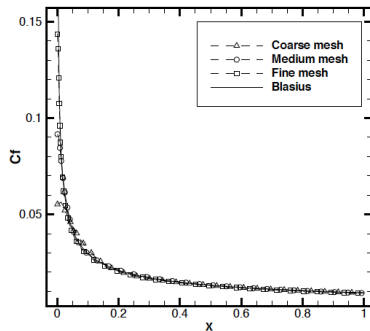 0.15
Coarse mesh
Medium mesh
Fine mesh
Blasius
0.1
Cf
0.05
0 0.2 0.4 0.6 0.8 1
x